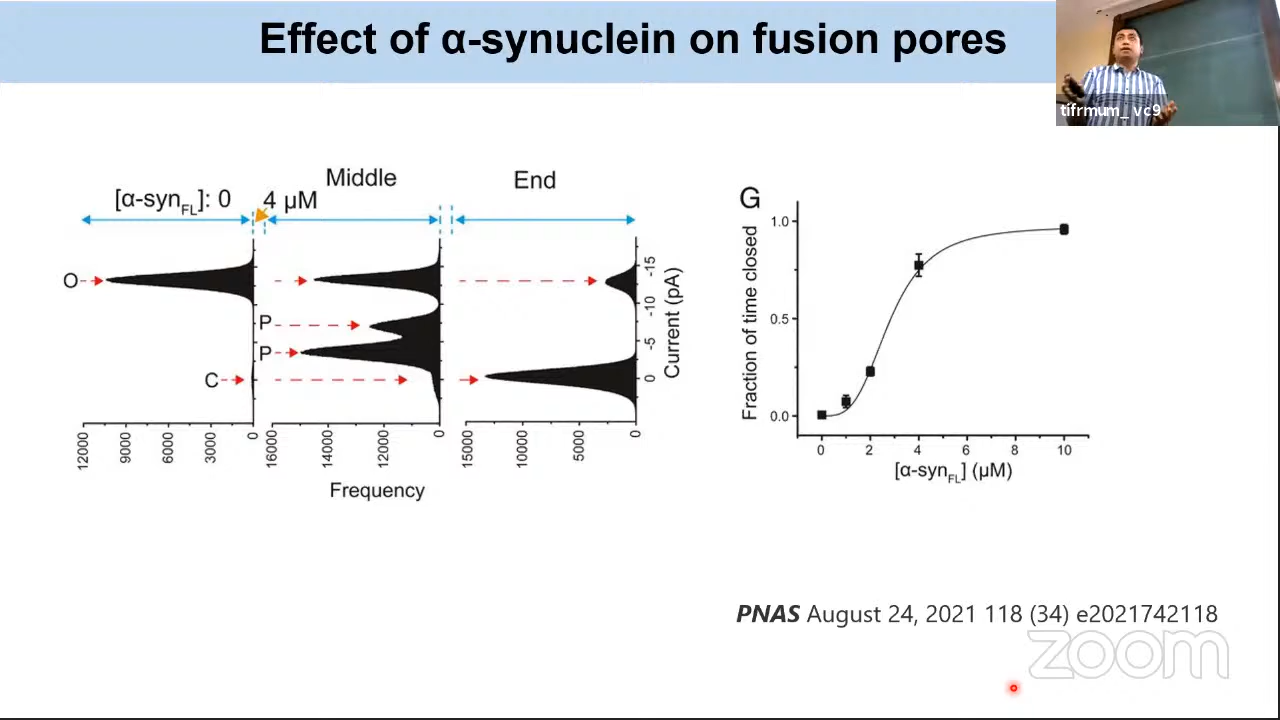 Effect of α-synuclein on fusion pores
tifrmum_ vc9
[α-synFL]: 0
4 μM
Middle
End
O
P
P
C
-15
-10
-5
0
Current (pA)
12000
9000
6000
3000
0
16000
14000
12000
0
15000
10000
5000
0
Frequency
G
1.0
0.5
0.0
Fraction of time closed
0
2
4
6
8
10
[α-synFL] (μM)
PNAS August 24, 2021 118 (34) e2021742118
zoom